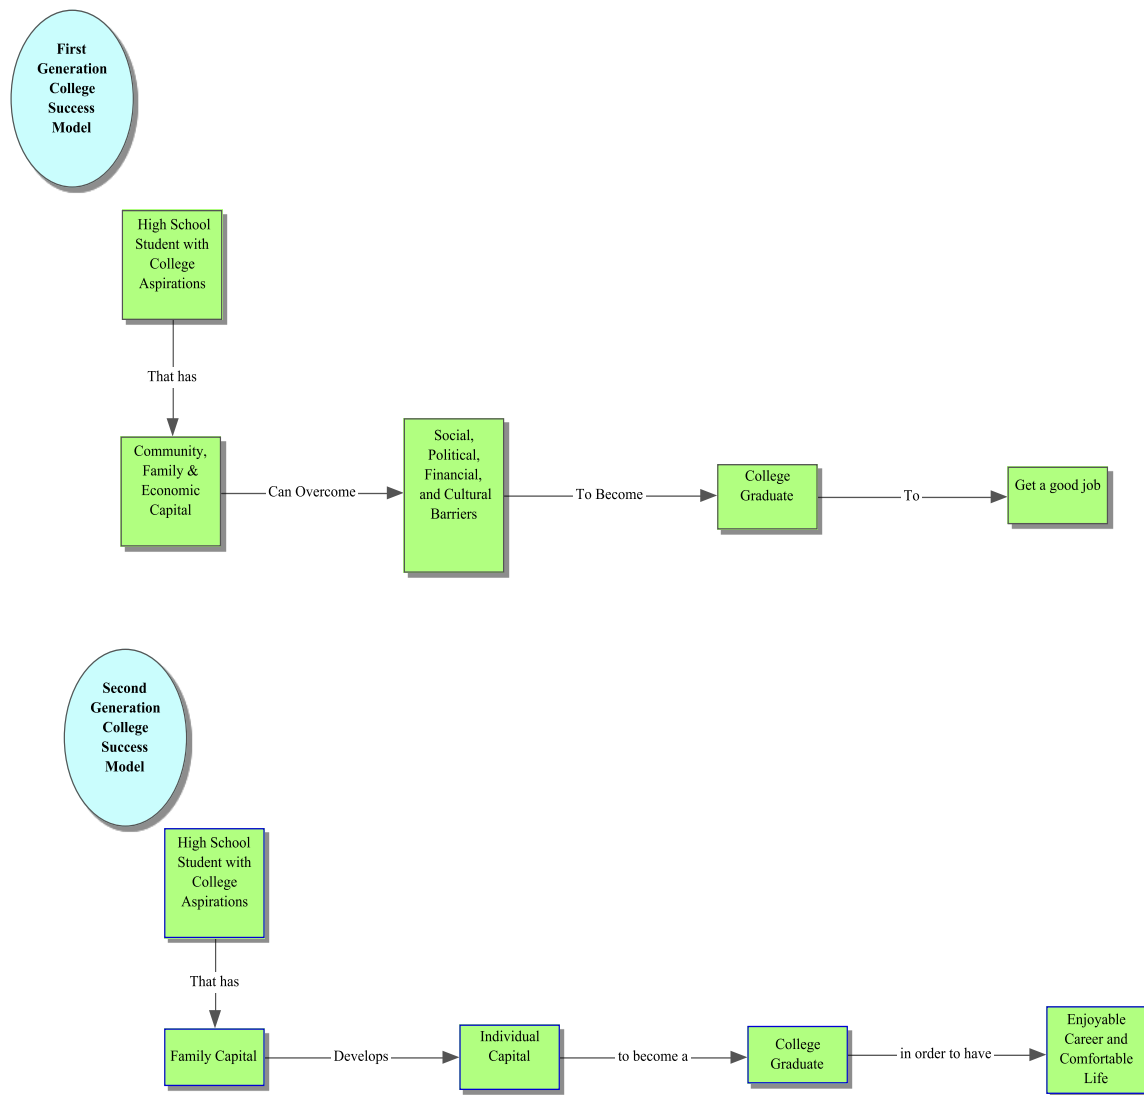 First
Generation
College
Success
Model
High School
Student with
College
Aspirations
That has
Community,
Family &
Economic
Capital
Can Overcome
Social,
Political,
Financial,
and Cultural
Barriers
To Become
College
Graduate
To
Get a good job
Second
Generation
College
Success
Model
High School
Student with
College
Aspirations
That has
Family Capital
Develops
Individual
Capital
to become a
College
Graduate
in order to have
Enjoyable
Career and
Comfortable
Life